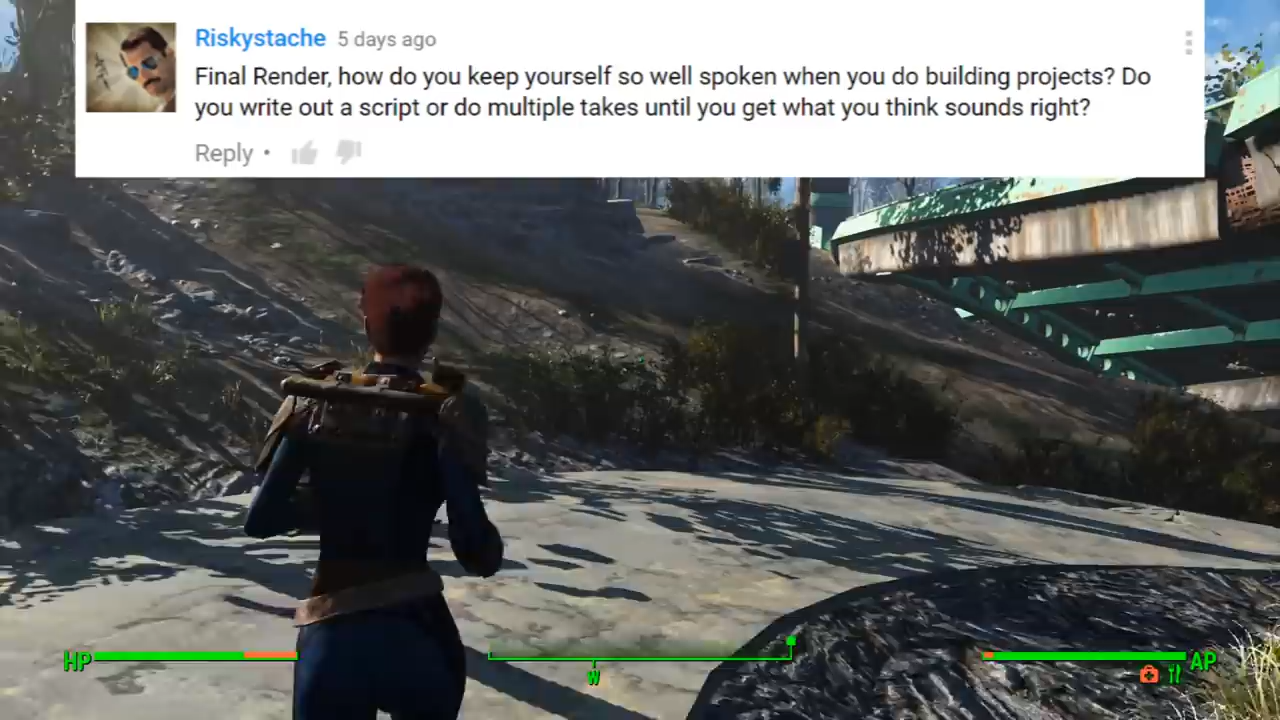 Riskystache 5 days ago
Final Render, how do you keep yourself so well spoken when you do building projects? Do
you write out a script or do multiple takes until you get what you think sounds right?
Reply •
HP
W
AP